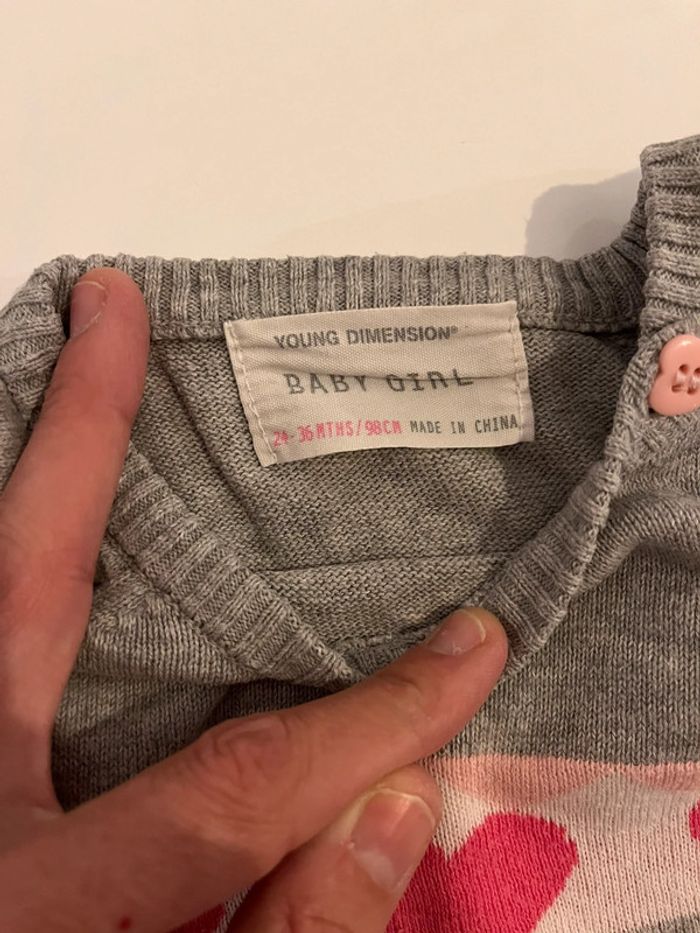 YOUNG DIMENSION®
BABY GIRL
24-36 MTHS/98CM MADE IN CHINA